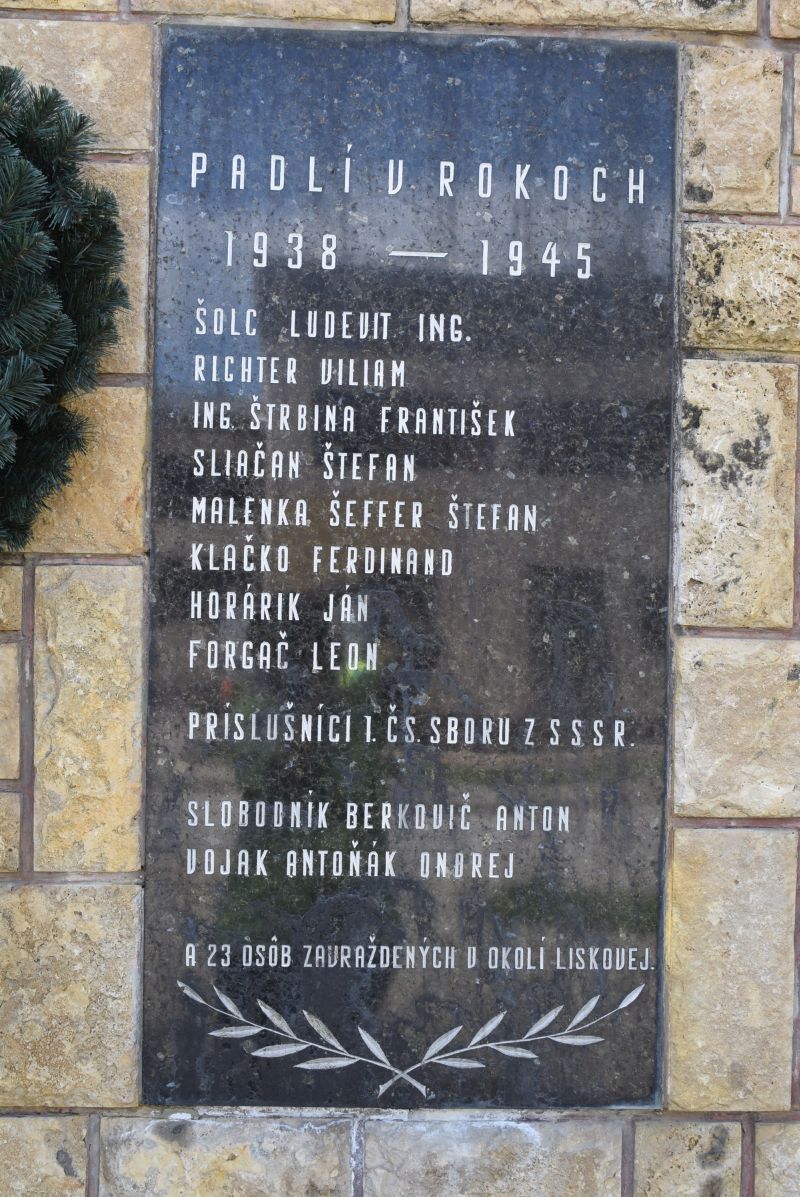 PADLÍ V ROKOCH
1938 — 1945
ŠOLC LUDEVIT ING.
RICHTER VILIAM
ING. ŠTRBINA FRANTIŠEK
SLIAČAN ŠTEFAN
MALENKA ŠEFFER ŠTEFAN
KLAČKO FERDINAND
HORÁRIK JÁN
FORGAČ LEON
PRÍSLUŠNÍCI 1. ČS. SBORU Z SSSR.
SLOBODNÍK BERKOVIČ ANTON
VOJAK ANTOŇÁK ONDREJ
A 23 OSÔB ZAVRAŽDENÝCH V OKOLÍ LISKOVEJ.